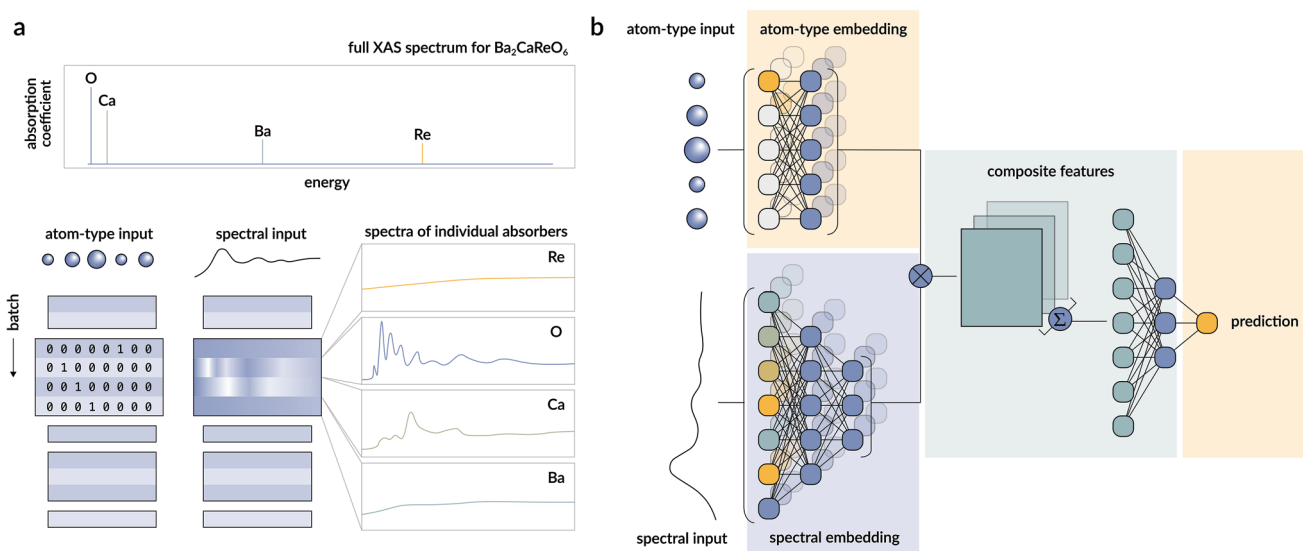 a
full XAS spectrum for Ba₂CaReO₆
absorption
coefficient
O
Ca
Ba
Re
energy
atom-type input
spectral input
spectra of individual absorbers
batch
0 0 0 0 0 1 0 0
0 1 0 0 0 0 0 0
0 0 1 0 0 0 0 0
0 0 0 1 0 0 0 0
Re
O
Ca
Ba
b
atom-type input
atom-type embedding
composite features
Σ
prediction
spectral input
spectral embedding